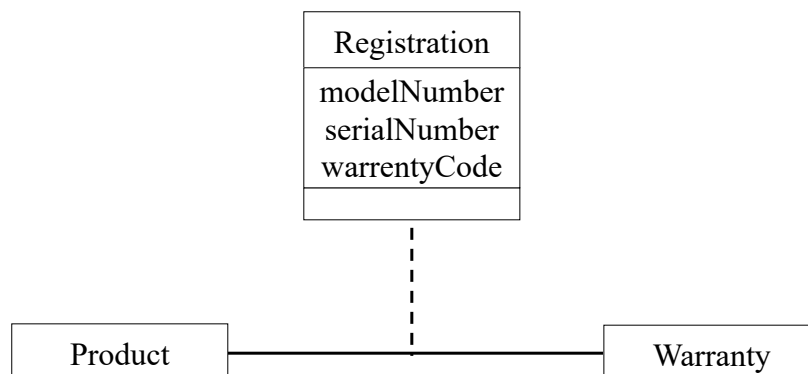 Registration
modelNumber
serialNumber
warrentyCode
Product
Warranty